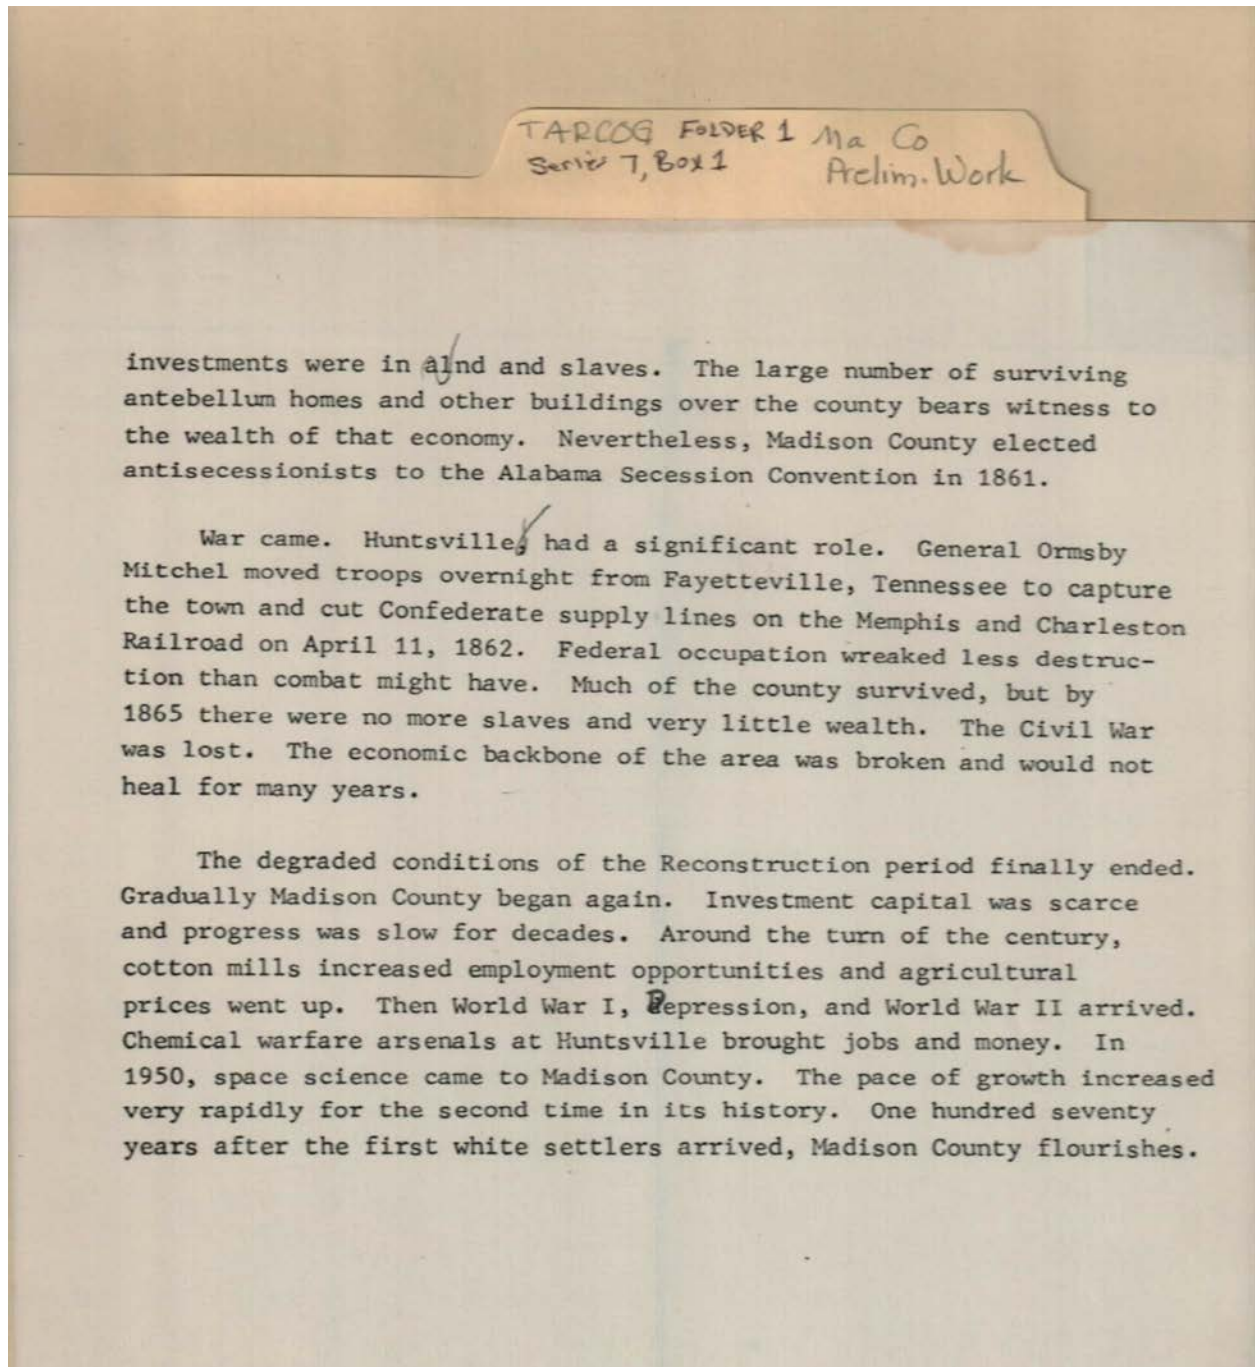 TARCOG FOLDER 1 Ma Co
Series 7, Box 1 Prelim. Work
investments were in alnd and slaves. The large number of surviving
antebellum homes and other buildings over the county bears witness to
the wealth of that economy. Nevertheless, Madison County elected
antisecessionists to the Alabama Secession Convention in 1861.
War came. Huntsville, had a significant role. General Ormsby
Mitchel moved troops overnight from Fayetteville, Tennessee to capture
the town and cut Confederate supply lines on the Memphis and Charleston
Railroad on April 11, 1862. Federal occupation wreaked less destruc-
tion than combat might have. Much of the county survived, but by
1865 there were no more slaves and very little wealth. The Civil War
was lost. The economic backbone of the area was broken and would not
heal for many years.
The degraded conditions of the Reconstruction period finally ended.
Gradually Madison County began again. Investment capital was scarce
and progress was slow for decades. Around the turn of the century,
cotton mills increased employment opportunities and agricultural
prices went up. Then World War I, Depression, and World War II arrived.
Chemical warfare arsenals at Huntsville brought jobs and money. In
1950, space science came to Madison County. The pace of growth increased
very rapidly for the second time in its history. One hundred seventy
years after the first white settlers arrived, Madison County flourishes.